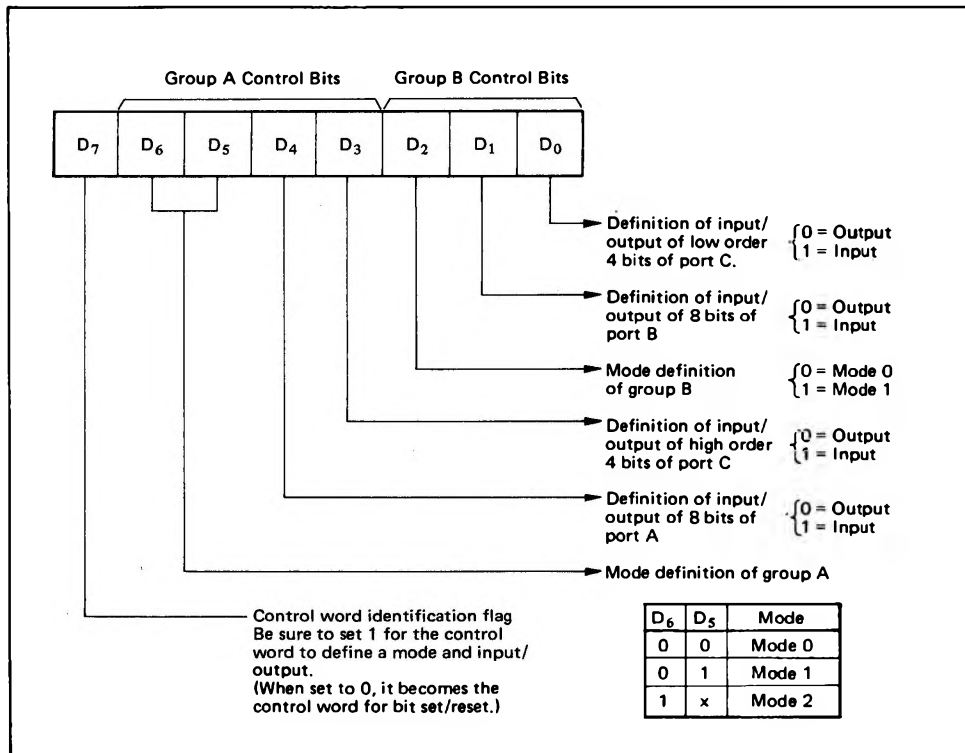 Group A Control Bits Group B Control Bits
D7 D6 D5 D4 D3 D2 D1 D0
Definition of input/
output of low order
4 bits of port C.
0 = Output
1 = Input
Definition of input/
output of 8 bits of
port B
0 = Output
1 = Input
Mode definition
of group B
0 = Mode 0
1 = Mode 1
Definition of input/
output of high order
4 bits of port C
0 = Output
1 = Input
Definition of input/
output of 8 bits of
port A
0 = Output
1 = Input
Mode definition of group A
Control word identification flag
Be sure to set 1 for the control
word to define a mode and input/
output.
(When set to 0, it becomes the
control word for bit set/reset.)
D6 D5 Mode
0 0 Mode 0
0 1 Mode 1
1 x Mode 2